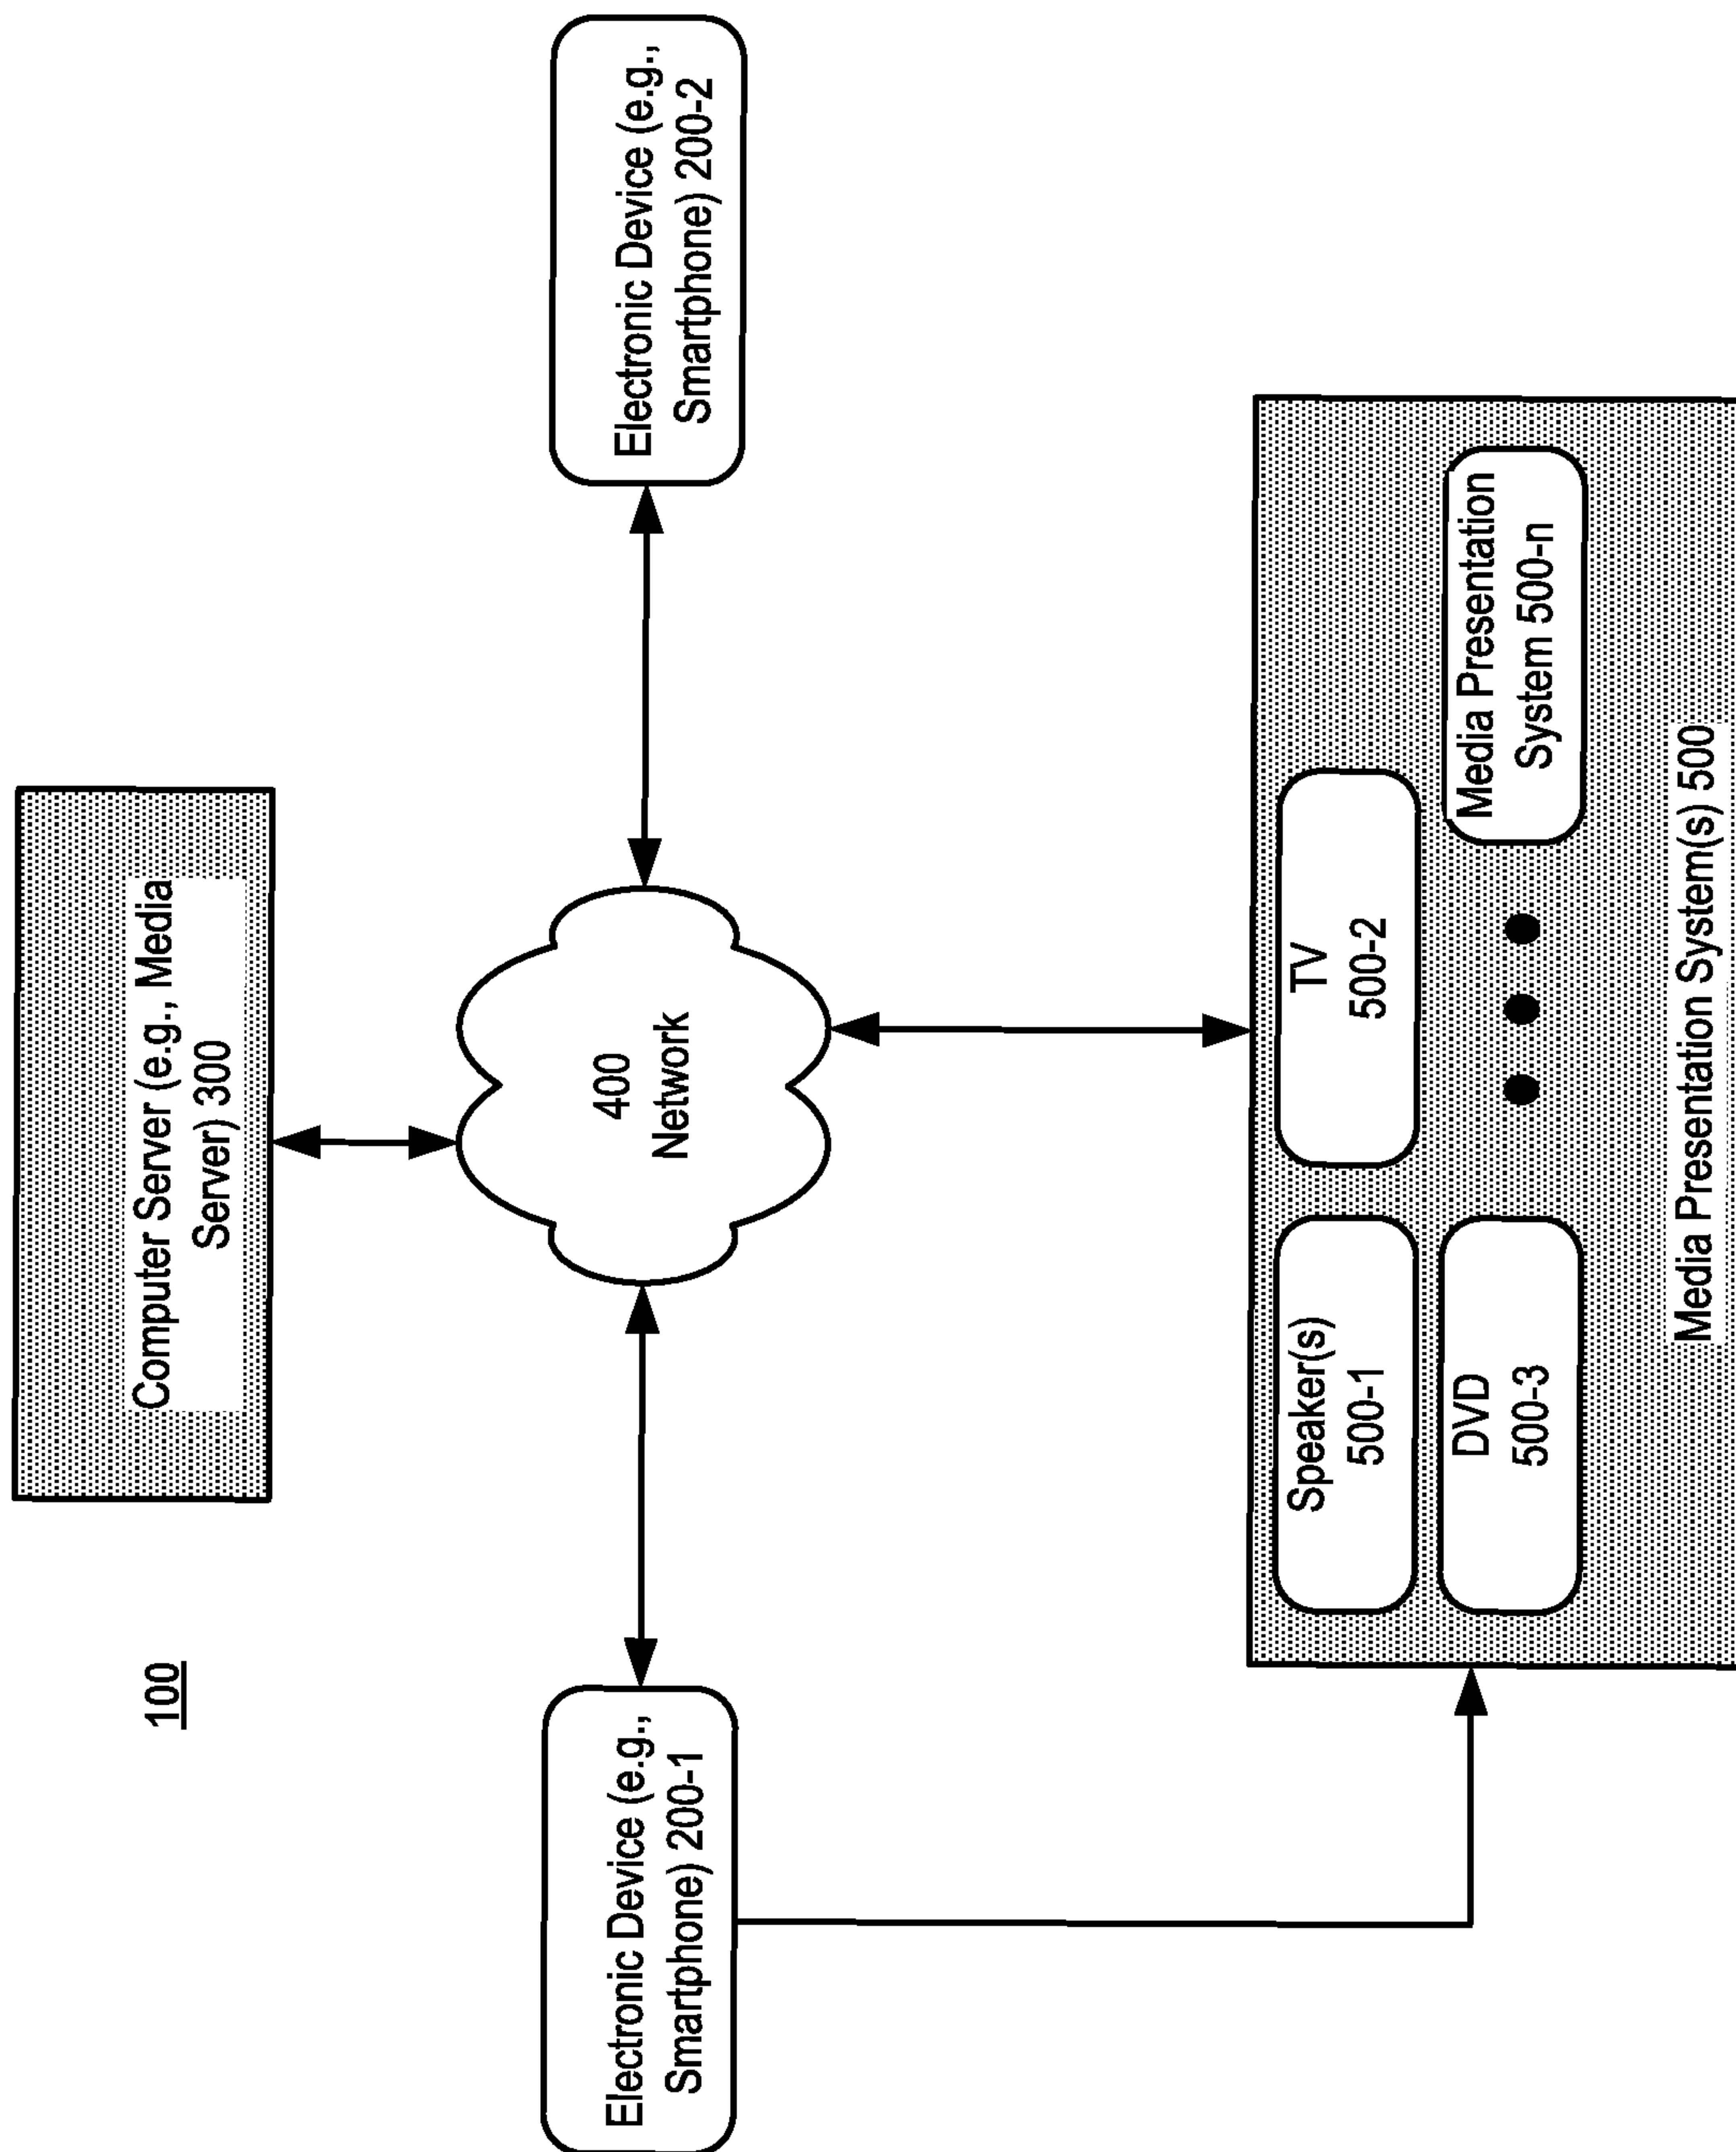 100
Computer Server (e.g., Media
Server) 300
Electronic Device (e.g.,
Smartphone) 200-1
400
Network
Electronic Device (e.g.,
Smartphone) 200-2
Speaker(s)
500-1
TV
500-2
DVD
500-3
Media Presentation
System 500-n
Media Presentation System(s) 500